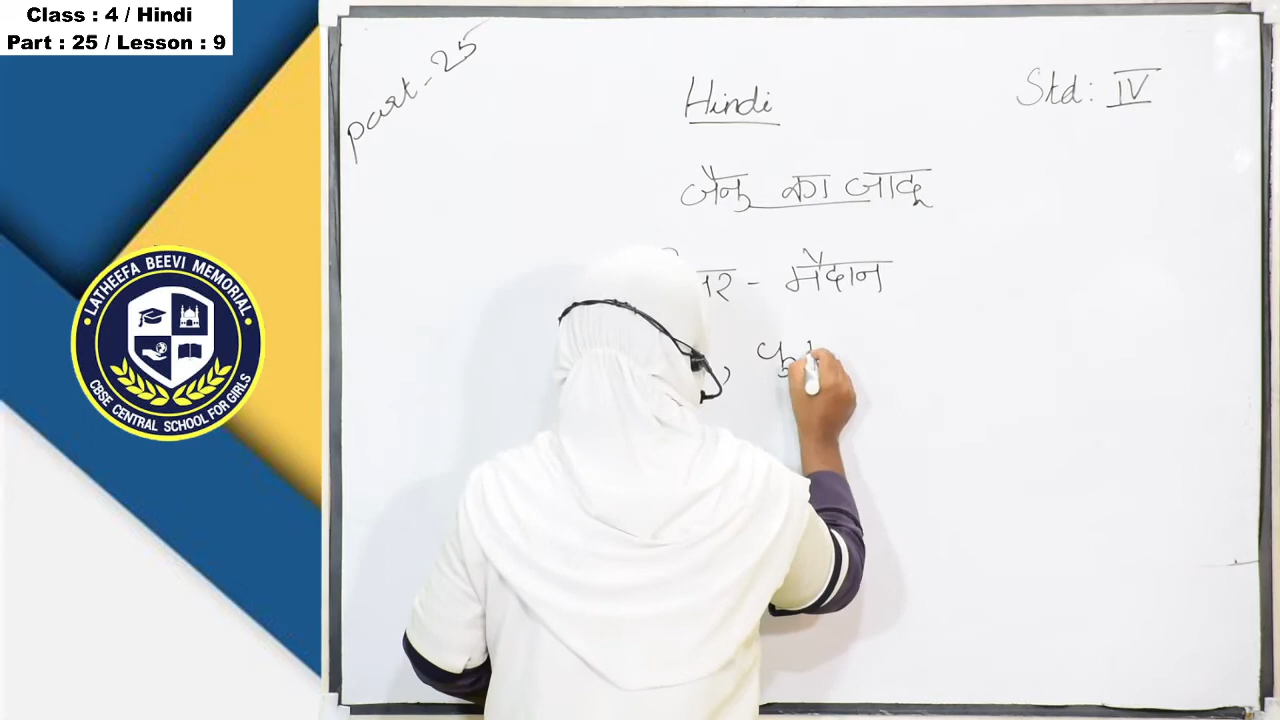 Class : 4 / Hindi
Part : 25 / Lesson : 9
part-25
Hindi
Std: IV
जैनु का जादू
- मैदान
LATHEEFA BEEVI MEMORIAL
CBSE CENTRAL SCHOOL FOR GIRLS